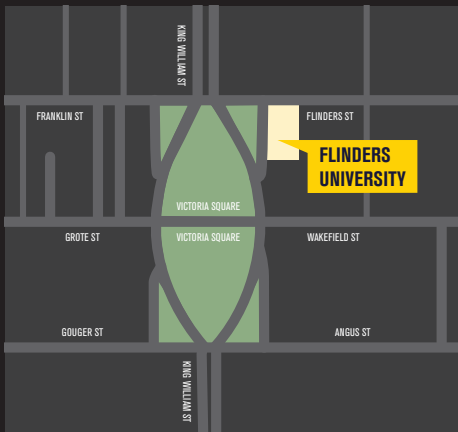 KING WILLIAM ST
FRANKLIN ST
FLINDERS ST
FLINDERS
UNIVERSITY
VICTORIA SQUARE
GROTE ST
VICTORIA SQUARE
WAKEFIELD ST
GOUGER ST
ANGUS ST
KING WILLIAM ST